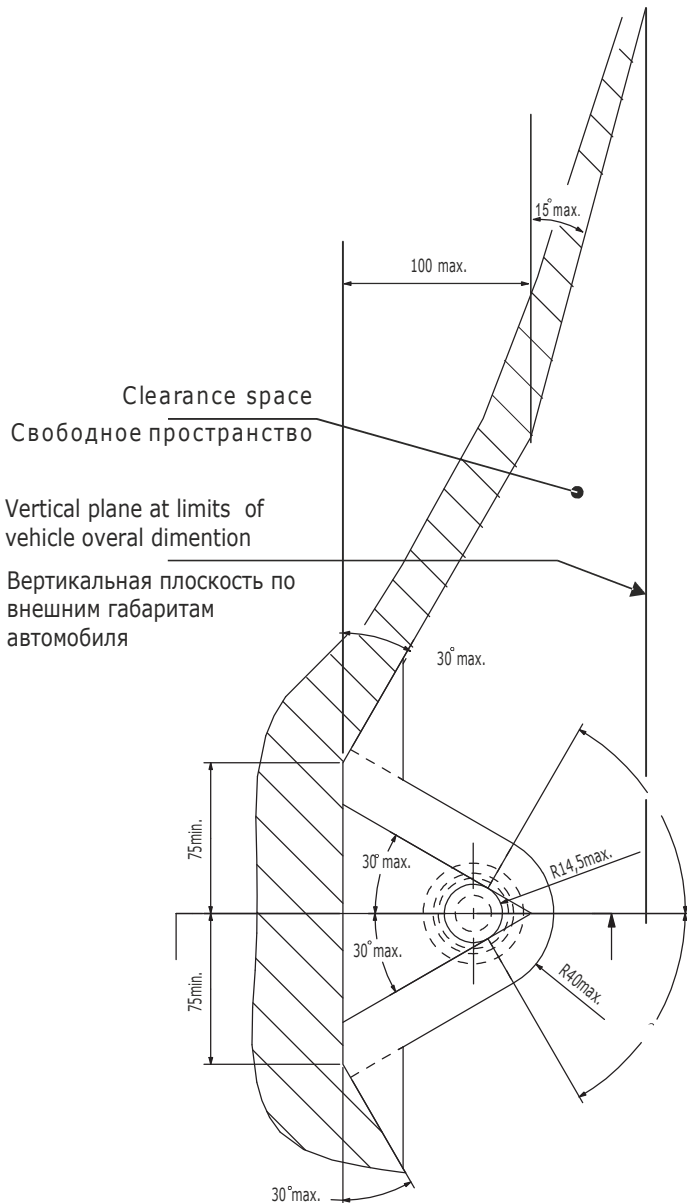 15° max.
100 max.
Clearance space
Свободное пространство
Vertical plane at limits of
vehicle overal dimention
Вертикальная плоскость по
внешним габаритам
автомобиля
30° max.
75min.
30° max.
R14,5max.
30° max.
75min.
R40max.
30° max.